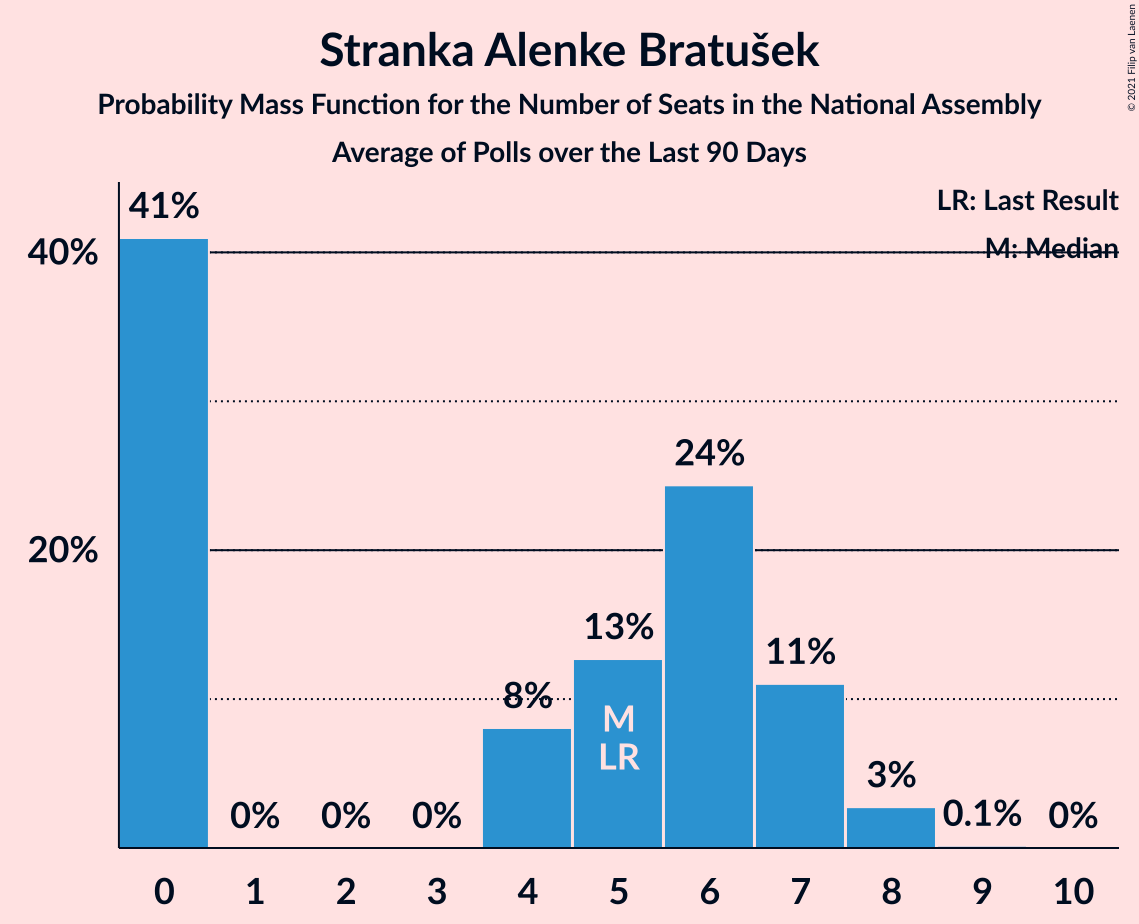 Stranka Alenke Bratušek
Probability Mass Function for the Number of Seats in the National Assembly
Average of Polls over the Last 90 Days
© 2021 Filip van Laenen
LR: Last Result
M: Median
41%
40%
24%
20%
13%
11%
8%
M
LR
3%
0%
0%
0%
0.1%
0%
0 1 2 3 4 5 6 7 8 9 10